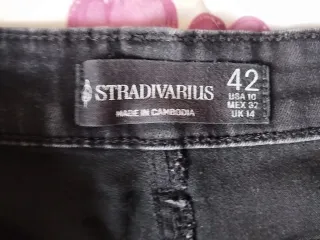 STRADIVARIUS
MADE IN CAMBODIA
42
USA 10
MEX 32
UK 14